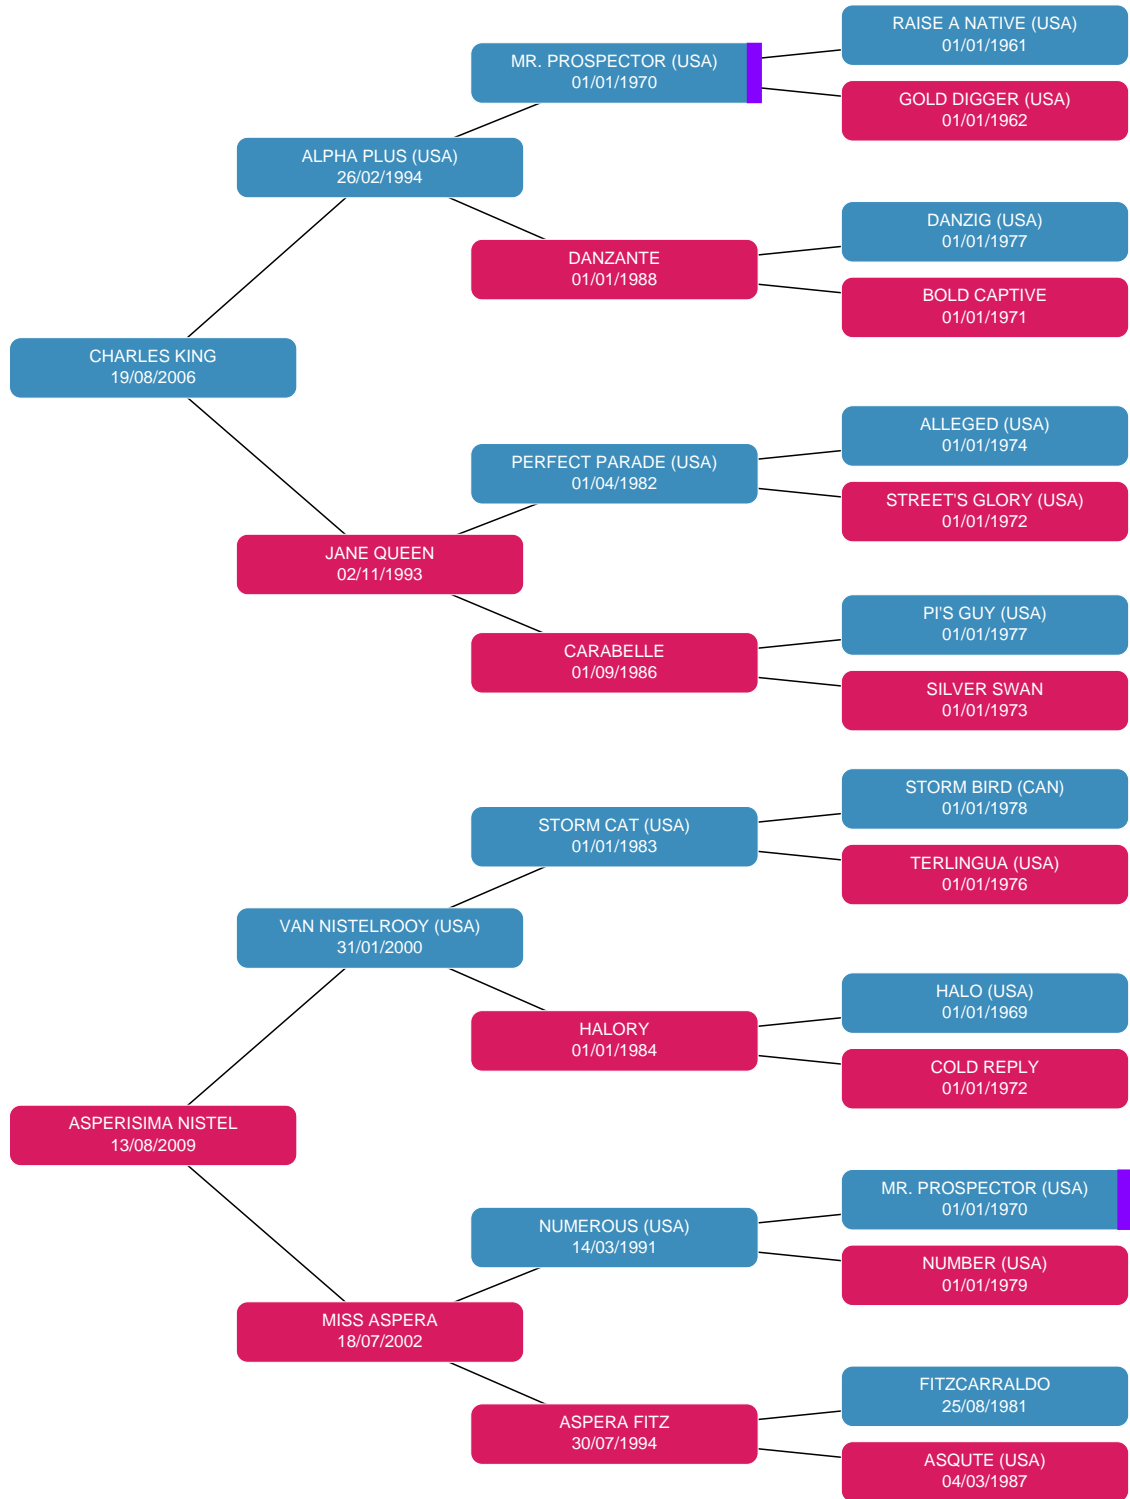 RAISE A NATIVE (USA)
01/01/1961
MR. PROSPECTOR (USA)
01/01/1970
GOLD DIGGER (USA)
01/01/1962
ALPHA PLUS (USA)
26/02/1994
DANZIG (USA)
01/01/1977
DANZANTE
01/01/1988
BOLD CAPTIVE
01/01/1971
CHARLES KING
19/08/2006
ALLEGED (USA)
01/01/1974
PERFECT PARADE (USA)
01/04/1982
STREET'S GLORY (USA)
01/01/1972
JANE QUEEN
02/11/1993
PI'S GUY (USA)
01/01/1977
CARABELLE
01/09/1986
SILVER SWAN
01/01/1973
STORM BIRD (CAN)
01/01/1978
STORM CAT (USA)
01/01/1983
TERLINGUA (USA)
01/01/1976
VAN NISTELROOY (USA)
31/01/2000
HALO (USA)
01/01/1969
HALORY
01/01/1984
COLD REPLY
01/01/1972
ASPERISIMA NISTEL
13/08/2009
MR. PROSPECTOR (USA)
01/01/1970
NUMEROUS (USA)
14/03/1991
NUMBER (USA)
01/01/1979
MISS ASPERA
18/07/2002
FITZCARRALDO
25/08/1981
ASPERA FITZ
30/07/1994
ASQUTE (USA)
04/03/1987